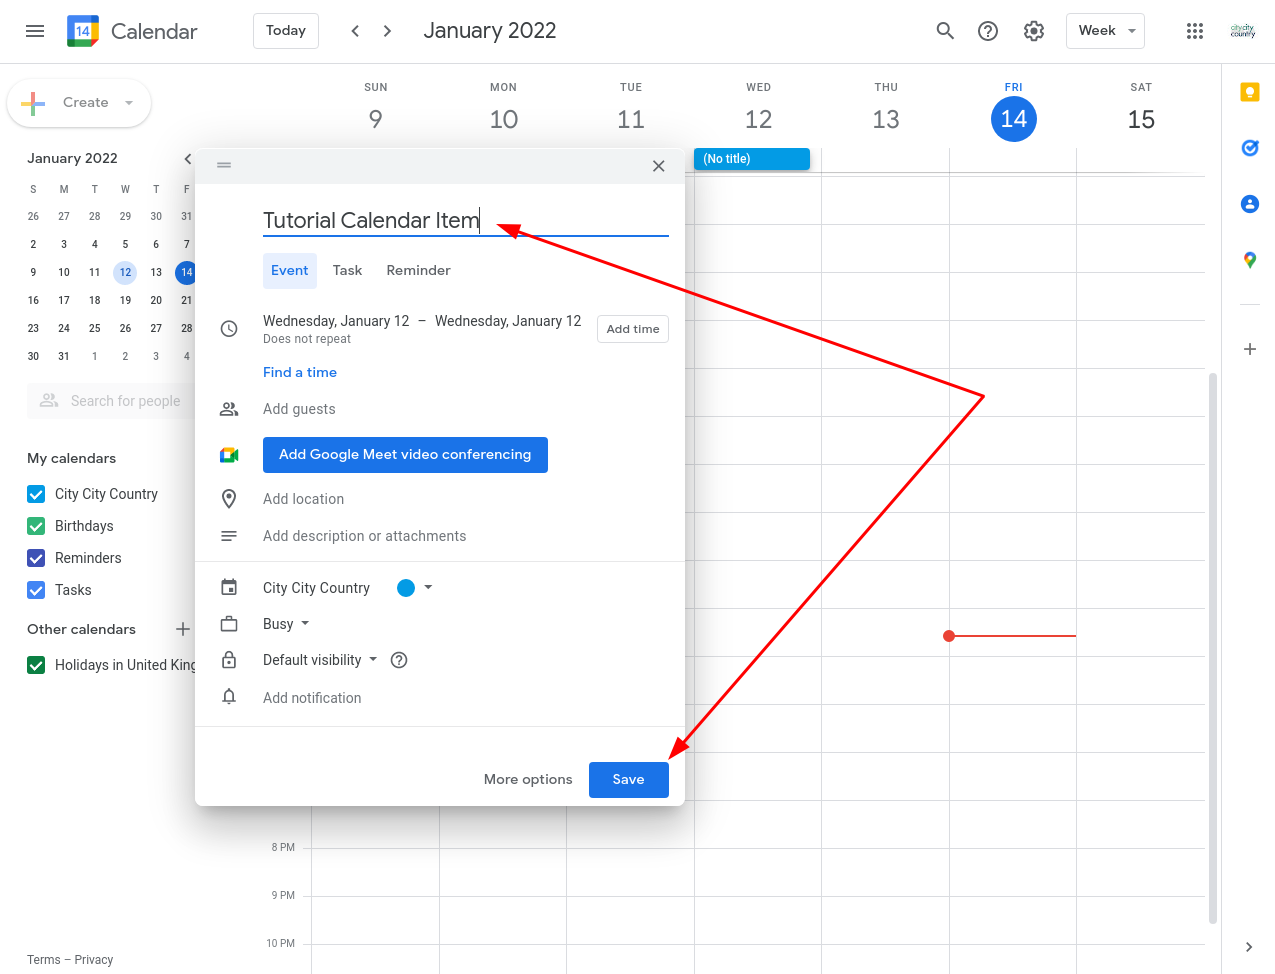 14 Calendar Today January 2022 Week citycity country
Create
SUN MON TUE WED THU FRI SAT
9 10 11 12 13 14 15
January 2022
S M T W T F
26 27 28 29 30 31
2 3 4 5 6 7
9 10 11 12 13 14
16 17 18 19 20 21
23 24 25 26 27 28
30 31 1 2 3 4
Search for people
My calendars
City City Country
Birthdays
Reminders
Tasks
Other calendars
Holidays in United King
Terms – Privacy
(No title)
Tutorial Calendar Item
Event Task Reminder
Wednesday, January 12 – Wednesday, January 12 Add time
Does not repeat
Find a time
Add guests
Add Google Meet video conferencing
Add location
Add description or attachments
City City Country
Busy
Default visibility
Add notification
More options Save
8 PM
9 PM
10 PM